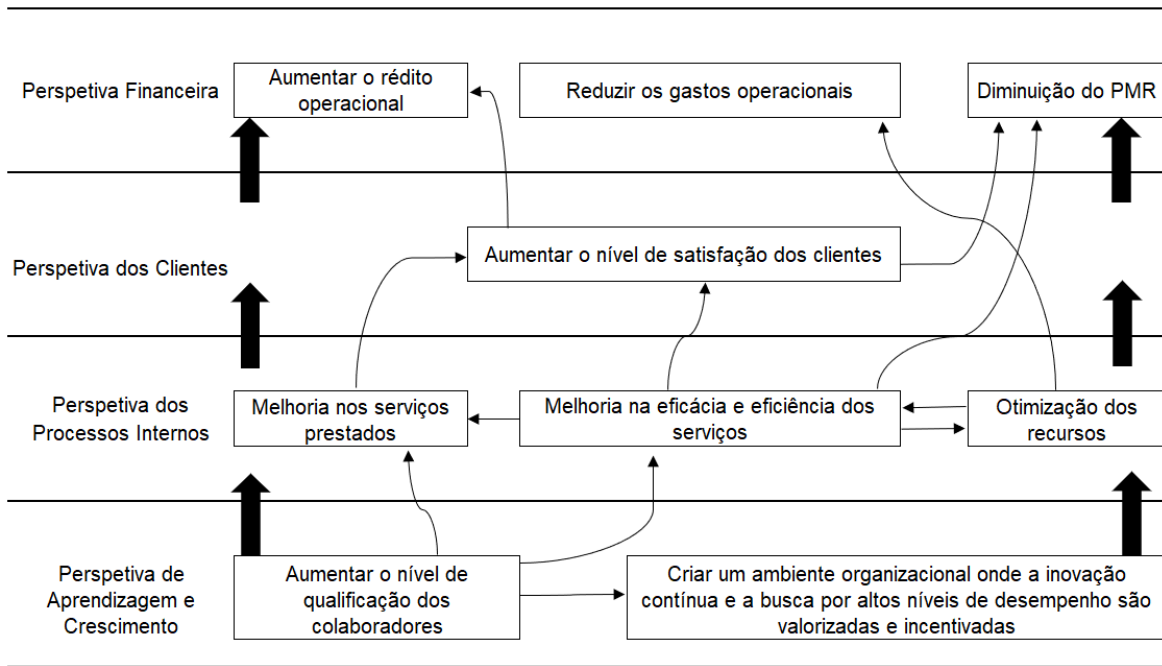 Perspetiva Financeira
Aumentar o rédito
operacional
Reduzir os gastos operacionais
Diminuição do PMR
Perspetiva dos Clientes
Aumentar o nível de satisfação dos clientes
Perspetiva dos
Processos Internos
Melhoria nos serviços
prestados
Melhoria na eficácia e eficiência dos
serviços
Otimização dos
recursos
Perspetiva de
Aprendizagem e
Crescimento
Aumentar o nível de
qualificação dos
colaboradores
Criar um ambiente organizacional onde a inovação
contínua e a busca por altos níveis de desempenho são
valorizadas e incentivadas